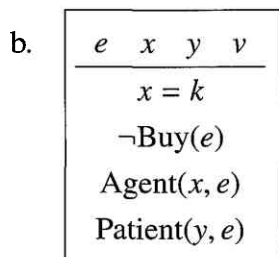 b.
e x y v
x = k
¬Buy(e)
Agent(x, e)
Patient(y, e)